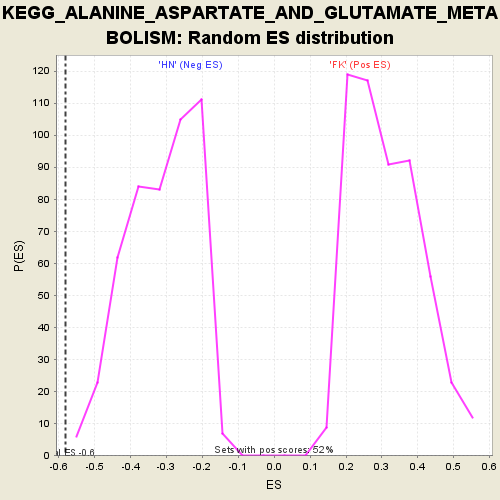 KEGG_ALANINE_ASPARTATE_AND_GLUTAMATE_META
BOLISM: Random ES distribution
'HN' (Neg ES) 'FK' (Pos ES)
120
110
100
90
80
70
60
50
40
30
20
10
0
P(ES)
ES -0.6 Sets with pos scores: 52%
-0.6 -0.5 -0.4 -0.3 -0.2 -0.1 0.0 0.1 0.2 0.3 0.4 0.5 0.6
ES